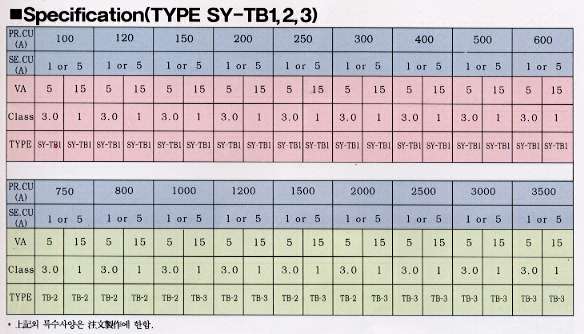 ■Specification(TYPE SY-TB1,2,3)
PR.CU (A) 100 120 150 200 250 300 400 500 600
SE.CU (A) 1 or 5 1 or 5 1 or 5 1 or 5 1 or 5 1 or 5 1 or 5 1 or 5 1 or 5
VA 5 15 5 15 5 15 5 15 5 15 5 15 5 15 5 15 5 15
Class 3.0 1 3.0 1 3.0 1 3.0 1 3.0 1 3.0 1 3.0 1 3.0 1 3.0 1
TYPE SY-TB1 SY-TB1 SY-TB1 SY-TB1 SY-TB1 SY-TB1 SY-TB1 SY-TB1 SY-TB1 SY-TB1 SY-TB1 SY-TB1 SY-TB1 SY-TB1 SY-TB1 SY-TB1 SY-TB1 SY-TB1
PR.CU (A) 750 800 1000 1200 1500 2000 2500 3000 3500
SE.CU (A) 1 or 5 1 or 5 1 or 5 1 or 5 1 or 5 1 or 5 1 or 5 1 or 5 1 or 5
VA 5 15 5 15 5 15 5 15 5 15 5 15 5 15 5 15 5 15
Class 3.0 1 3.0 1 3.0 1 3.0 1 3.0 1 3.0 1 3.0 1 3.0 1 3.0 1
TYPE TB-2 TB-2 TB-2 TB-2 TB-2 TB-3 TB-2 TB-3 TB-2 TB-3 TB-2 TB-3 TB-3 TB-3 TB-3 TB-3 TB-3 TB-3
* 上記외 특수사양은 注文製作에 한함.